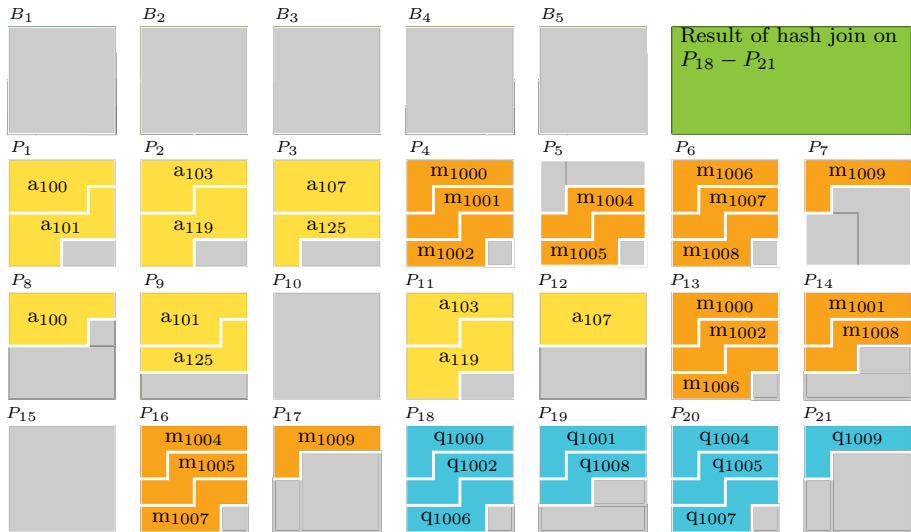 B₁ B₂ B₃ B₄ B₅
Result of hash join on
P₁₈ − P₂₁
P₁ P₂ P₃ P₄ P₅ P₆ P₇
a₁₀₀ a₁₀₃ a₁₀₇ m₁₀₀₀ m₁₀₀₆ m₁₀₀₉
m₁₀₀₁ m₁₀₀₄ m₁₀₀₇
a₁₀₁ a₁₁₉ a₁₂₅
m₁₀₀₂ m₁₀₀₅ m₁₀₀₈
P₈ P₉ P₁₀ P₁₁ P₁₂ P₁₃ P₁₄
a₁₀₀ a₁₀₁ a₁₀₃ a₁₀₇ m₁₀₀₀ m₁₀₀₁
m₁₀₀₂ m₁₀₀₈
a₁₂₅ a₁₁₉
m₁₀₀₆
P₁₅ P₁₆ P₁₇ P₁₈ P₁₉ P₂₀ P₂₁
m₁₀₀₄ m₁₀₀₉ q₁₀₀₀ q₁₀₀₁ q₁₀₀₄ q₁₀₀₉
m₁₀₀₅ q₁₀₀₂ q₁₀₀₈ q₁₀₀₅
m₁₀₀₇ q₁₀₀₆ q₁₀₀₇